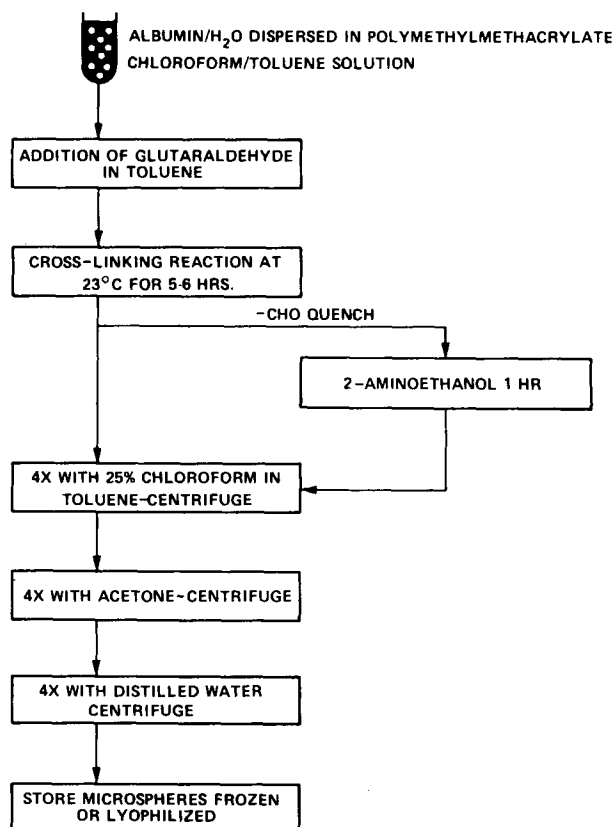 ALBUMIN/H₂O DISPERSED IN POLYMETHYLMETHACRYLATE
CHLOROFORM/TOLUENE SOLUTION
ADDITION OF GLUTARALDEHYDE
IN TOLUENE
CROSS-LINKING REACTION AT
23°C FOR 5-6 HRS.
-CHO QUENCH
2-AMINOETHANOL 1 HR
4X WITH 25% CHLOROFORM IN
TOLUENE-CENTRIFUGE
4X WITH ACETONE-CENTRIFUGE
4X WITH DISTILLED WATER
CENTRIFUGE
STORE MICROSPHERES FROZEN
OR LYOPHILIZED